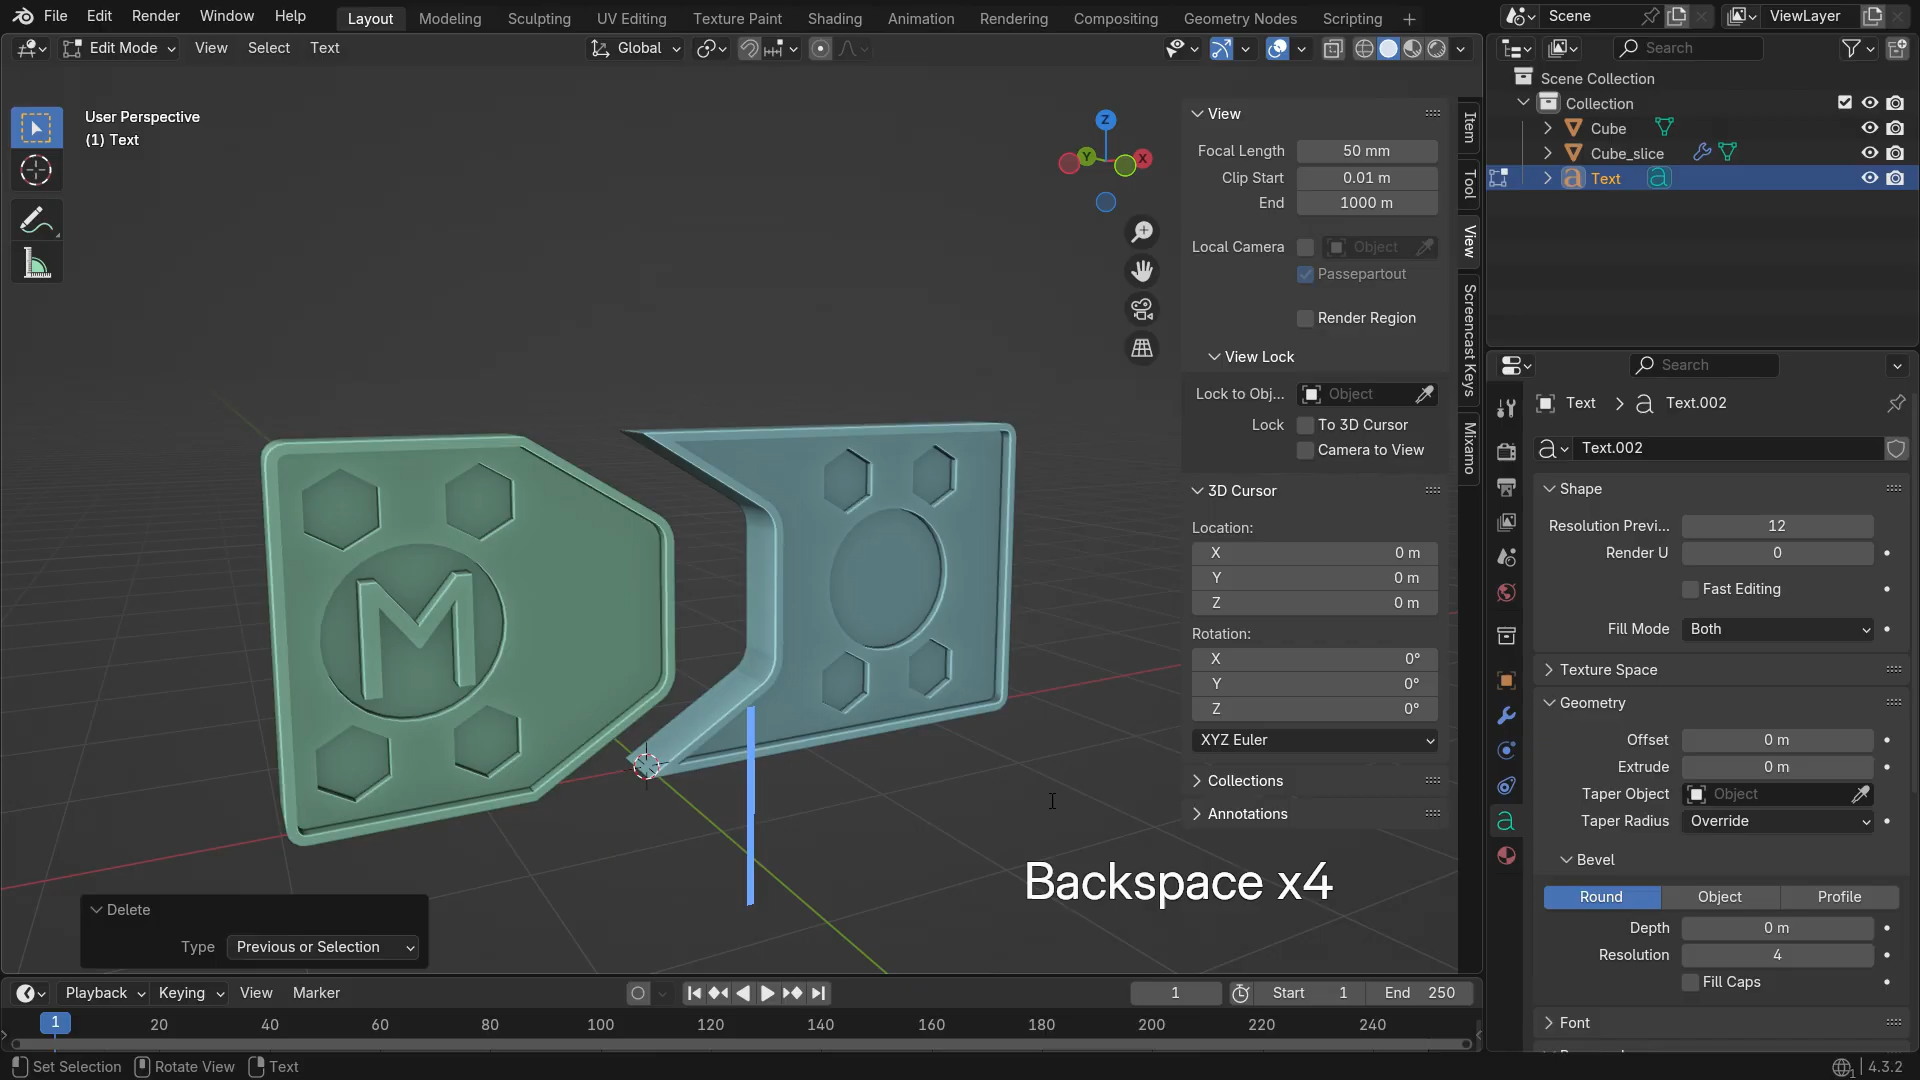 File Edit Render Window Help Layout Modeling Sculpting UV Editing Texture Paint Shading Animation Rendering Compositing Geometry Nodes Scripting Scene ViewLayer
Edit Mode View Select Text Global Search
User Perspective
(1) Text
Z
Y X
M
View
Focal Length 50 mm
Clip Start 0.01 m
End 1000 m
Local Camera Object
Passepartout
Render Region
View Lock
Lock to Obj... Object
Lock To 3D Cursor
Camera to View
3D Cursor
Location:
X 0 m
Y 0 m
Z 0 m
Rotation:
X 0°
Y 0°
Z 0°
XYZ Euler
Collections
Annotations
Item
Tool
View
Screencast Keys
Mixamo
Backspace x4
Delete
Type Previous or Selection
Scene Collection
Collection
Cube
Cube_slice
Text
Search
Text Text.002
Text.002
Shape
Resolution Previ... 12
Render U 0
Fast Editing
Fill Mode Both
Texture Space
Geometry
Offset 0 m
Extrude 0 m
Taper Object Object
Taper Radius Override
Bevel
Round Object Profile
Depth 0 m
Resolution 4
Fill Caps
Font
Playback Keying View Marker 1 Start 1 End 250
1 20 40 60 80 100 120 140 160 180 200 220 240
Set Selection Rotate View Text 4.3.2